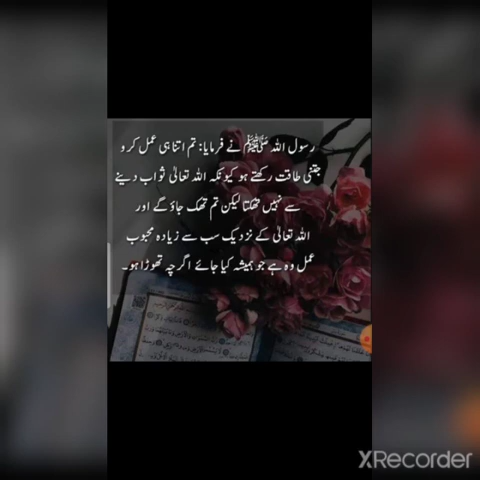 رسول اللہ ﷺ نے فرمایا: تم اتنا ہی عمل کرو
جتنی طاقت رکھتے ہو کیونکہ اللہ تعالٰی ثواب دینے
سے نہیں تھکتا لیکن تم تھک جاؤ گے اور
اللہ تعالٰی کے نزدیک سب سے زیادہ محبوب
عمل وہ ہے جو ہمیشہ کیا جائے اگرچہ تھوڑا ہو۔
XRecorder